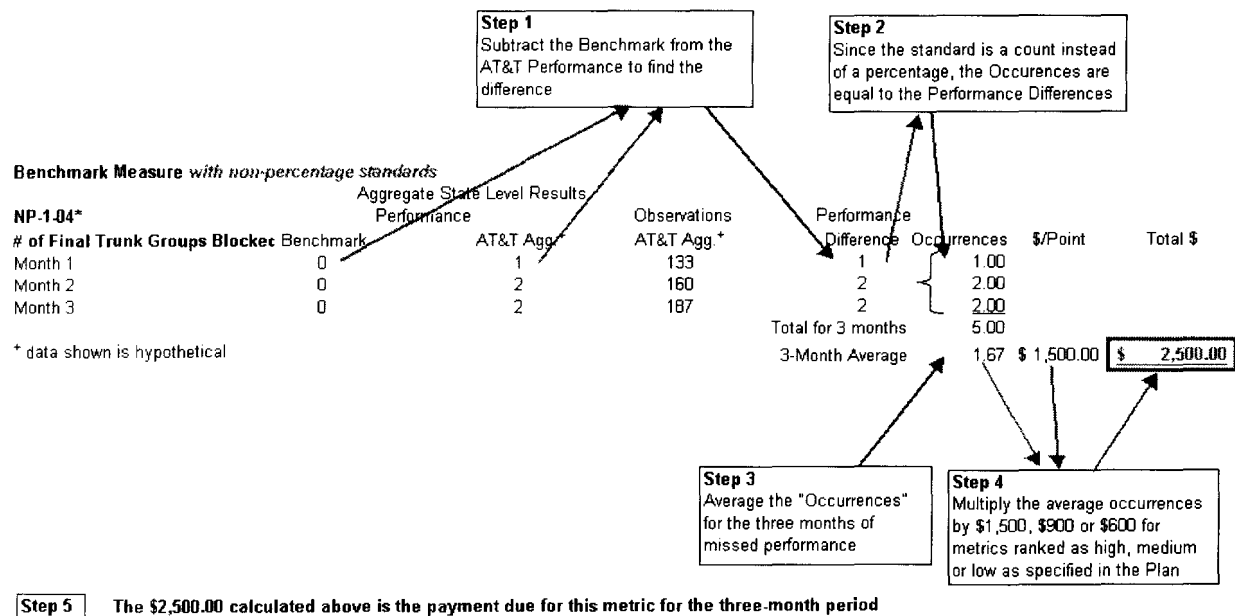 Step 1
Subtract the Benchmark from the
AT&T Performance to find the
difference
Step 2
Since the standard is a count instead
of a percentage, the Occurences are
equal to the Performance Differences
Benchmark Measure with non-percentage standards
Aggregate State Level Results
NP-1-04* Performance Observations Performance
# of Final Trunk Groups Blocked Benchmark AT&T Agg.+ AT&T Agg.+ Difference Occurrences $/Point Total $
Month 1 0 1 133 1 1.00
Month 2 0 2 160 2 2.00
Month 3 0 2 187 2 2.00
Total for 3 months 5.00
+ data shown is hypothetical
3-Month Average 1.67 $ 1,500.00 $ 2,500.00
Step 3
Average the "Occurrences"
for the three months of
missed performance
Step 4
Multiply the average occurrences
by $1,500, $900 or $600 for
metrics ranked as high, medium
or low as specified in the Plan
Step 5 The $2,500.00 calculated above is the payment due for this metric for the three-month period